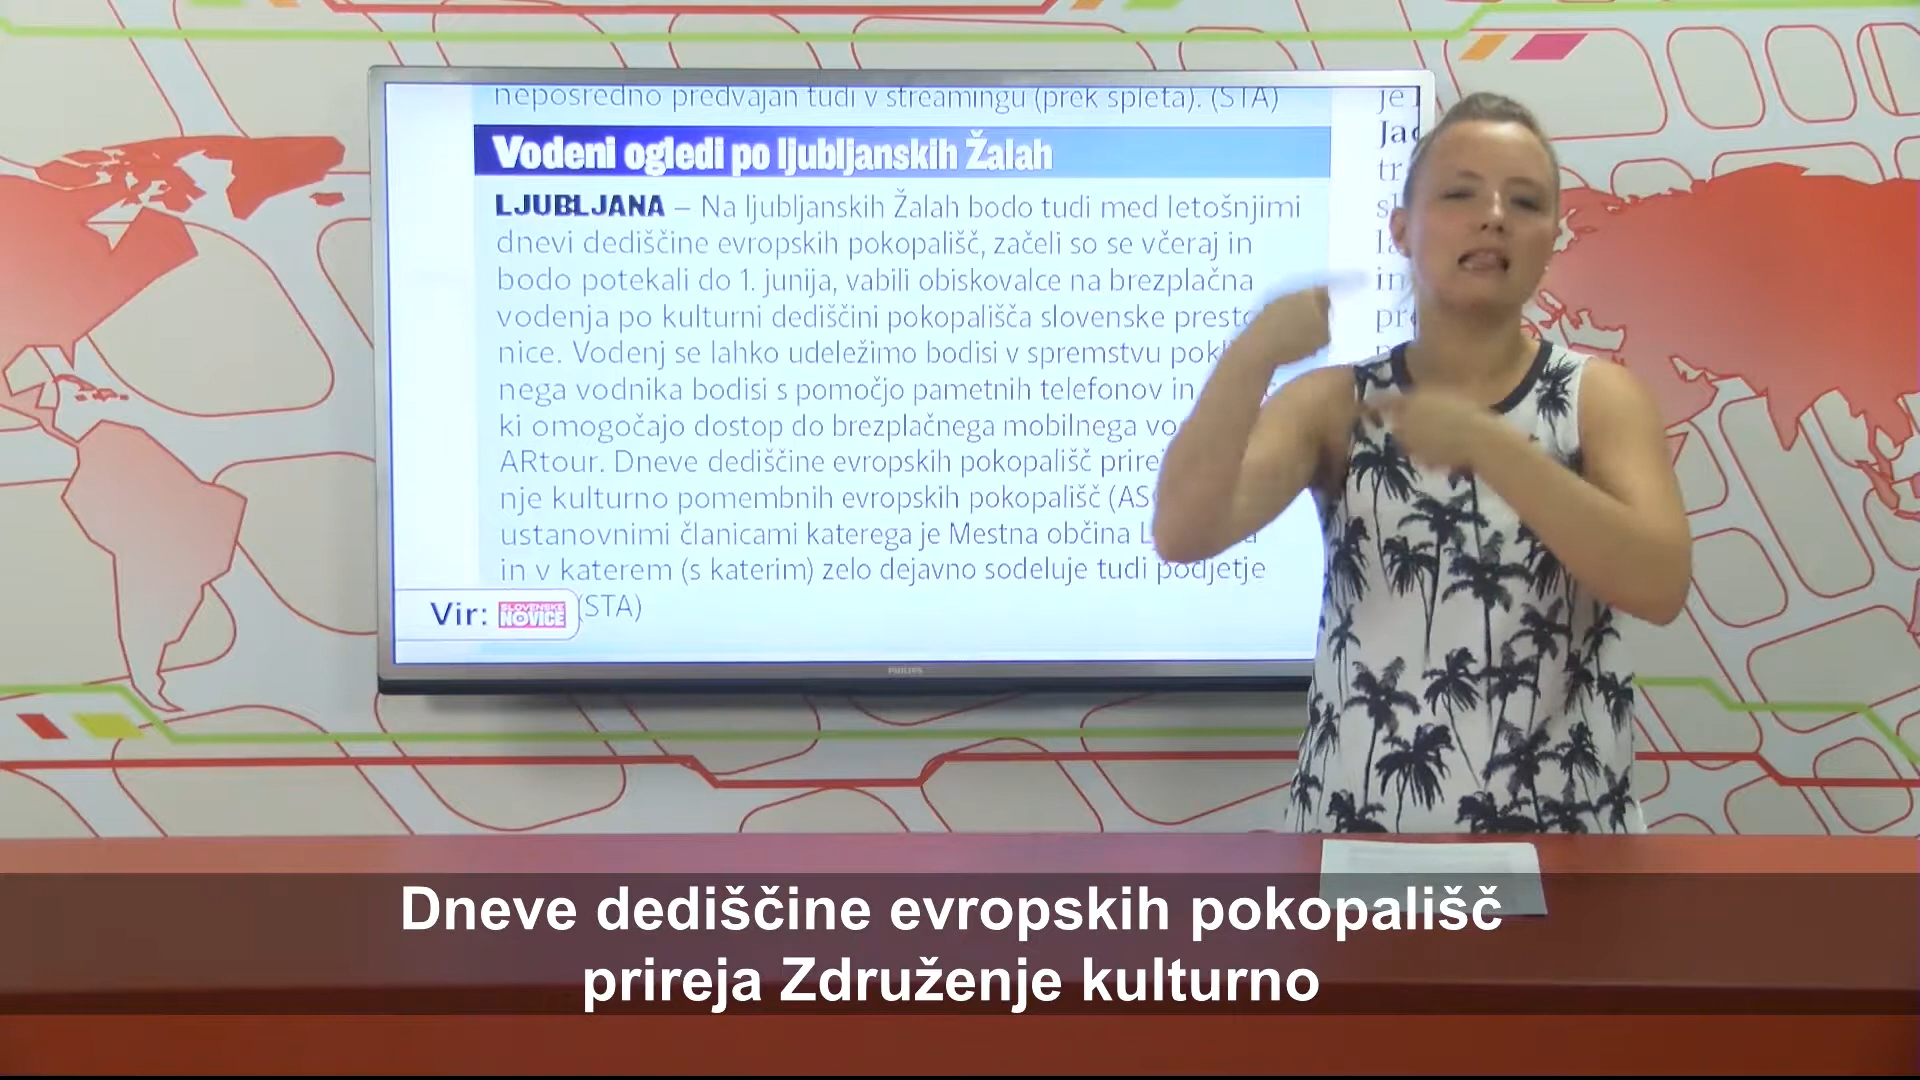 neposredno predvajan tudi v streamingu (prek spleta). (STA)
Vodeni ogledi po ljubljanskih Žalah
LJUBLJANA – Na ljubljanskih Žalah bodo tudi med letošnjimi
dnevi dediščine evropskih pokopališč, začeli so se včeraj in
bodo potekali do 1. junija, vabili obiskovalce na brezplačna
vodenja po kulturni dediščini pokopališča slovenske
nice. Vodenj se lahko udeležimo bodisi v spremstvu
nega vodnika bodisi s pomočjo pametnih telefonov in
ki omogočajo dostop do brezplačnega mobilnega
ARtour. Dneve dediščine evropskih pokopališč
nje kulturno pomembnih evropskih pokopališč
ustanovnimi članicami katerega je Mestna občina
in v katerem (s katerim) zelo dejavno sodeluje tudi podjetje
(STA)
Vir: SLOVENSKE
NOVICE
je
in
PHILIPS
Dneve dediščine evropskih pokopališč
prireja Združenje kulturno